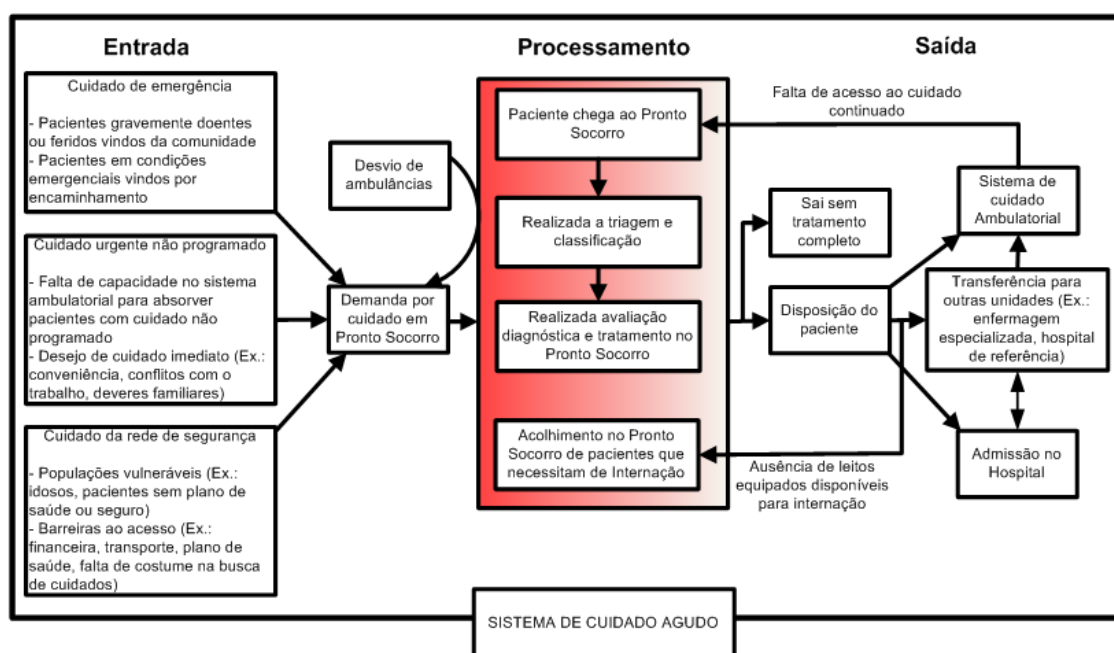 Entrada
Processamento
Saída
Cuidado de emergência
- Pacientes gravemente doentes
ou feridos vindos da comunidade
- Pacientes em condições
emergenciais vindos por
encaminhamento
Cuidado urgente não programado
- Falta de capacidade no sistema
ambulatorial para absorver
pacientes com cuidado não
programado
- Desejo de cuidado imediato (Ex.:
conveniência, conflitos com o
trabalho, deveres familiares)
Cuidado da rede de segurança
- Populações vulneráveis (Ex.:
idosos, pacientes sem plano de
saúde ou seguro)
- Barreiras ao acesso (Ex.:
financeira, transporte, plano de
saúde, falta de costume na busca
de cuidados)
Desvio de
ambulâncias
Demanda por
cuidado em
Pronto Socorro
Paciente chega ao Pronto
Socorro
Realizada a triagem e
classificação
Realizada avaliação
diagnóstica e tratamento no
Pronto Socorro
Acolhimento no Pronto
Socorro de pacientes que
necessitam de Internação
Falta de acesso ao cuidado
continuado
Sai sem
tratamento
completo
Disposição do
paciente
Ausência de leitos
equipados disponíveis
para internação
Sistema de
cuidado
Ambulatorial
Transferência para
outras unidades (Ex.:
enfermagem
especializada, hospital
de referência)
Admissão no
Hospital
SISTEMA DE CUIDADO AGUDO